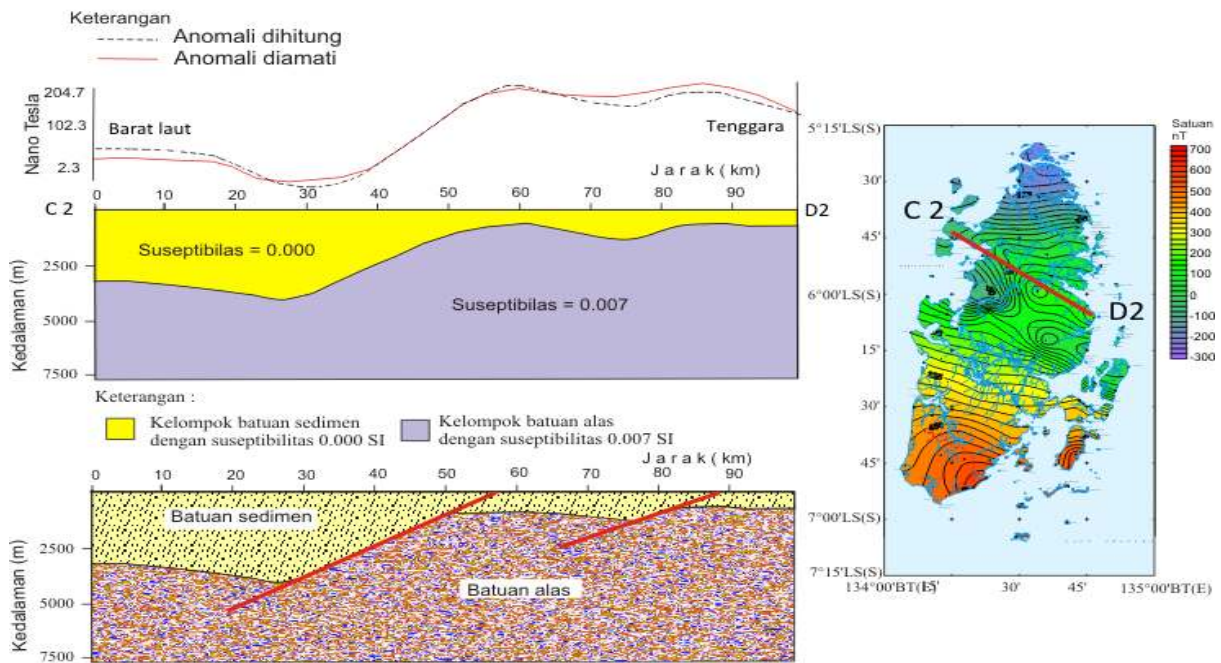 Keterangan
Anomali dihitung
Anomali diamati
Nano Tesla
204.7
102.3
2.3
Barat laut
Tenggara
Jarak ( km )
0 10 20 30 40 50 60 70 80 90
C 2
D2
Kedalaman (m)
2500
5000
7500
Suseptibilas = 0.000
Suseptibilas = 0.007
Keterangan :
Kelompok batuan sedimen
dengan suseptibilitas 0.000 SI
Kelompok batuan alas
dengan suseptibilitas 0.007 SI
Jarak ( km )
0 10 20 30 40 50 60 70 80 90
Kedalaman (m)
2500
5000
7500
Batuan sedimen
Batuan alas
5°15'LS(S)
30'
45'
6°00'LS(S)
15'
30'
45'
7°00'LS(S)
7°15'LS(S)
134°00'BT(E)
15'
30'
45'
135°00'BT(E)
C 2
D2
Satuan
nT
700
600
500
400
300
200
100
0
-100
-200
-300